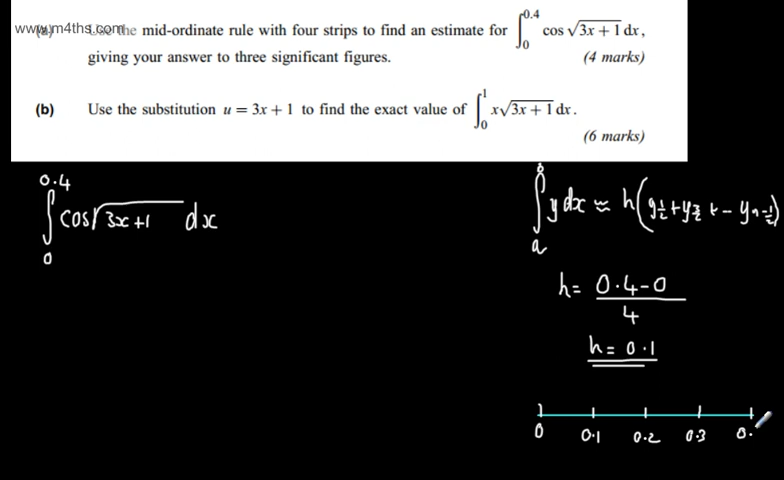 www.m4ths.com
(a) the mid-ordinate rule with four strips to find an estimate for ∫₀^0.4 cos √(3x + 1) dx,
giving your answer to three significant figures. (4 marks)
(b) Use the substitution u = 3x + 1 to find the exact value of ∫₀^1 x√(3x + 1) dx.
(6 marks)
∫₀^0.4 cos√(3x+1) dx
∫ₐ^b y dx ≈ h(y½ + y3/2 + - yn-½)
h = (0.4-0)/4
h = 0.1
0 0.1 0.2 0.3 0.